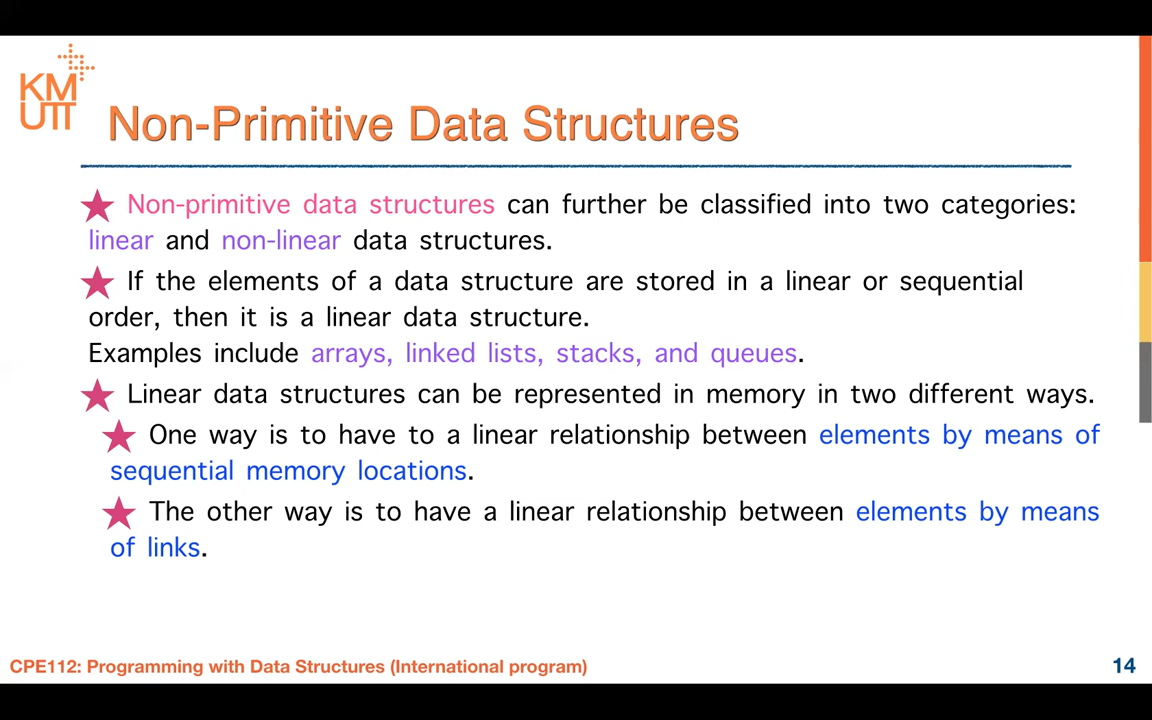 KM
UTT
Non-Primitive Data Structures
Non-primitive data structures can further be classified into two categories:
linear and non-linear data structures.
If the elements of a data structure are stored in a linear or sequential
order, then it is a linear data structure.
Examples include arrays, linked lists, stacks, and queues.
Linear data structures can be represented in memory in two different ways.
One way is to have to a linear relationship between elements by means of
sequential memory locations.
The other way is to have a linear relationship between elements by means
of links.
CPE112: Programming with Data Structures (International program)
14